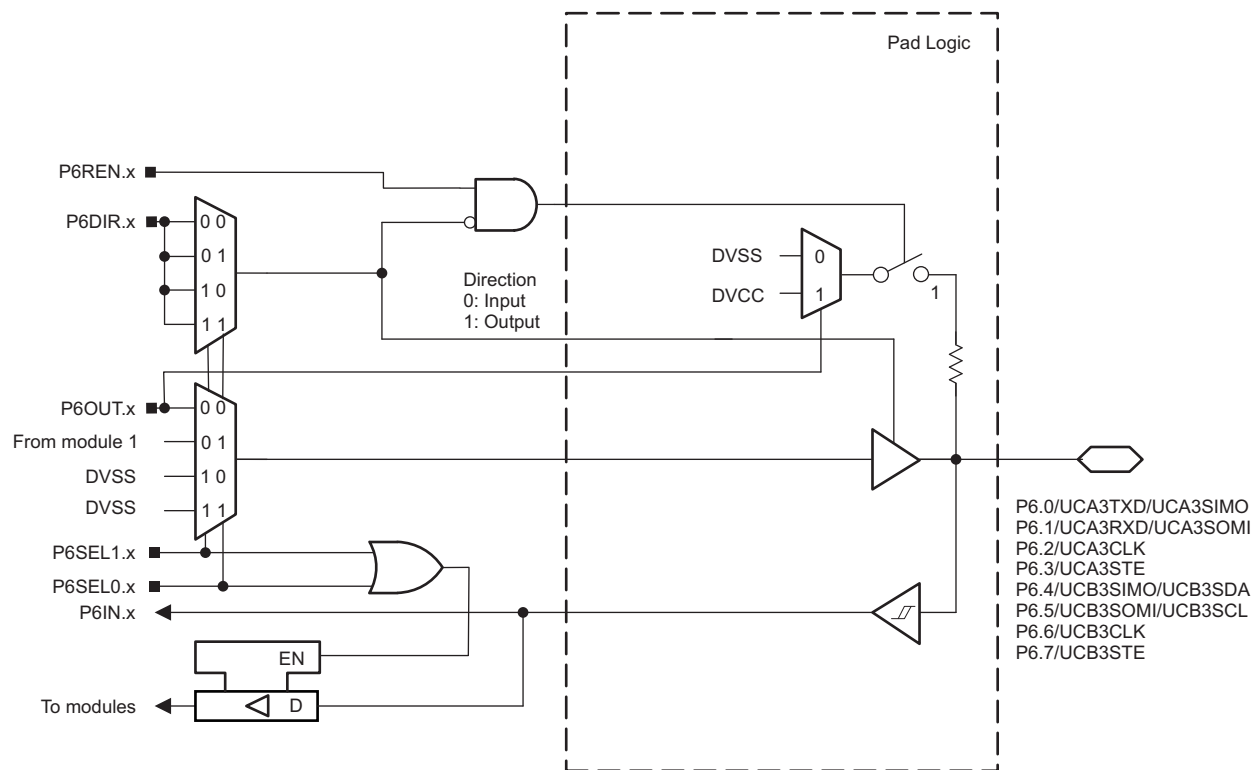 Pad Logic
P6REN.x
P6DIR.x
0 0
0 1
1 0
1 1
Direction
0: Input
1: Output
DVSS
0
DVCC
1
1
P6OUT.x
0 0
From module 1
0 1
DVSS
1 0
DVSS
1 1
P6SEL1.x
P6SEL0.x
P6IN.x
EN
To modules
D
P6.0/UCA3TXD/UCA3SIMO
P6.1/UCA3RXD/UCA3SOMI
P6.2/UCA3CLK
P6.3/UCA3STE
P6.4/UCB3SIMO/UCB3SDA
P6.5/UCB3SOMI/UCB3SCL
P6.6/UCB3CLK
P6.7/UCB3STE